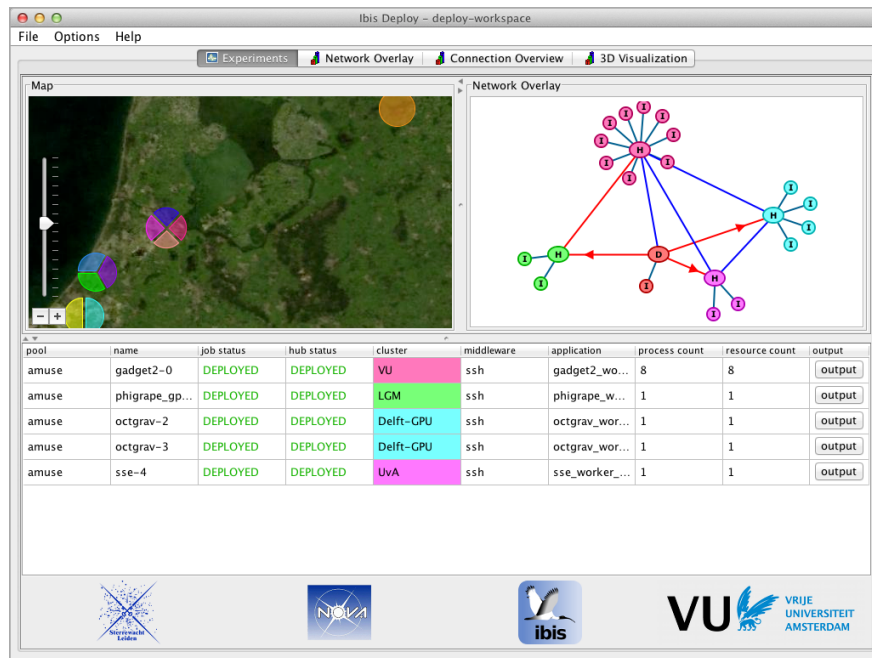 Ibis Deploy – deploy-workspace
File Options Help
Experiments Network Overlay Connection Overview 3D Visualization
Map
Network Overlay
I I I I I I I I I H
I I I I H
I I H
D I
H I I I
− +
pool name job status hub status cluster middleware application process count resource count output
amuse gadget2-0 DEPLOYED DEPLOYED VU ssh gadget2_wo... 8 8 output
amuse phigrape_gp... DEPLOYED DEPLOYED LGM ssh phigrape_w... 1 1 output
amuse octgrav-2 DEPLOYED DEPLOYED Delft-GPU ssh octgrav_wor... 1 1 output
amuse octgrav-3 DEPLOYED DEPLOYED Delft-GPU ssh octgrav_wor... 1 1 output
amuse sse-4 DEPLOYED DEPLOYED UvA ssh sse_worker_... 1 1 output
Sterrewacht
Leiden
NOVA
ibis
VU
VRIJE
UNIVERSITEIT
AMSTERDAM